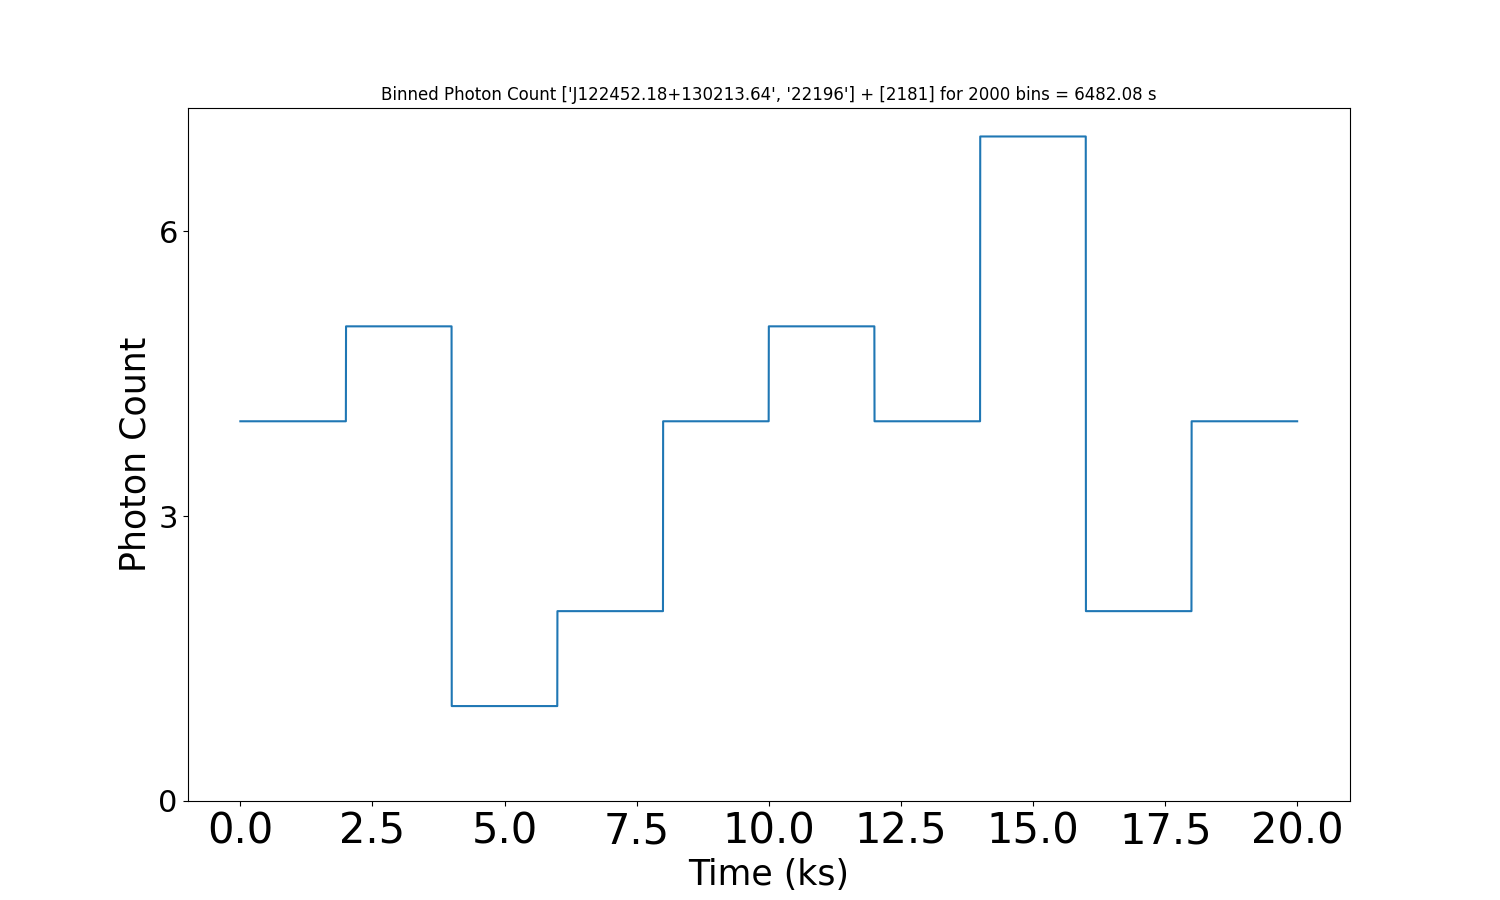 Binned Photon Count ['J122452.18+130213.64', '22196'] + [2181] for 2000 bins = 6482.08 s
Photon Count
6
3
0
0.0 2.5 5.0 7.5 10.0 12.5 15.0 17.5 20.0
Time (ks)